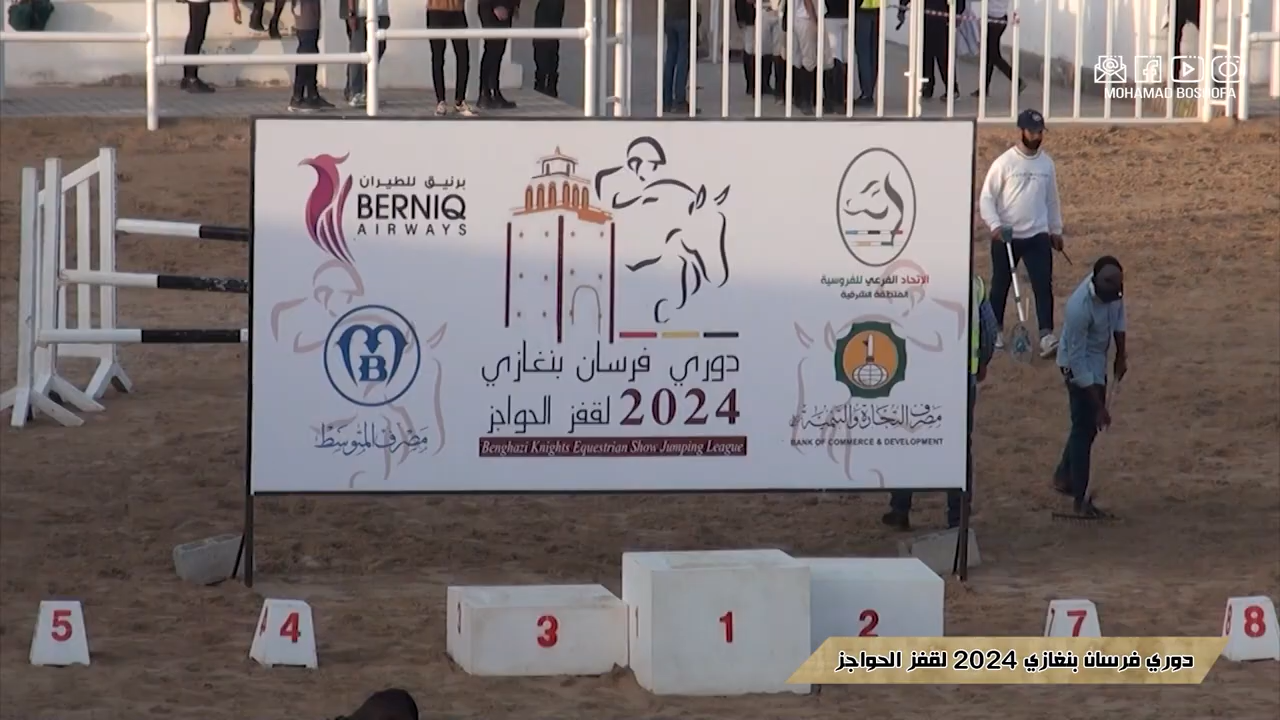 MOHAMAD BOSHOFA
برنيق للطيران
BERNIQ
AIRWAYS
الاتحاد الفرعي للفروسية
المنطقة الشرقية
B
مصرف المتوسط
دوري فرسان بنغازي
2024 لقفز الحواجز
Benghazi Knights Equestrian Show Jumping League
مصرف التجارة والتنمية
BANK OF COMMERCE & DEVELOPMENT
5
4
3
1
2
7
8
دوري فرسان بنغازي 2024 لقفز الحواجز